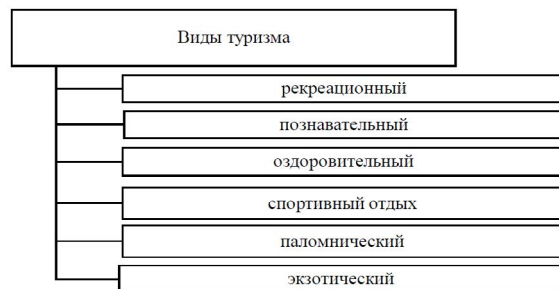 Виды туризма
рекреационный
познавательный
оздоровительный
спортивный отдых
паломнический
экзотический